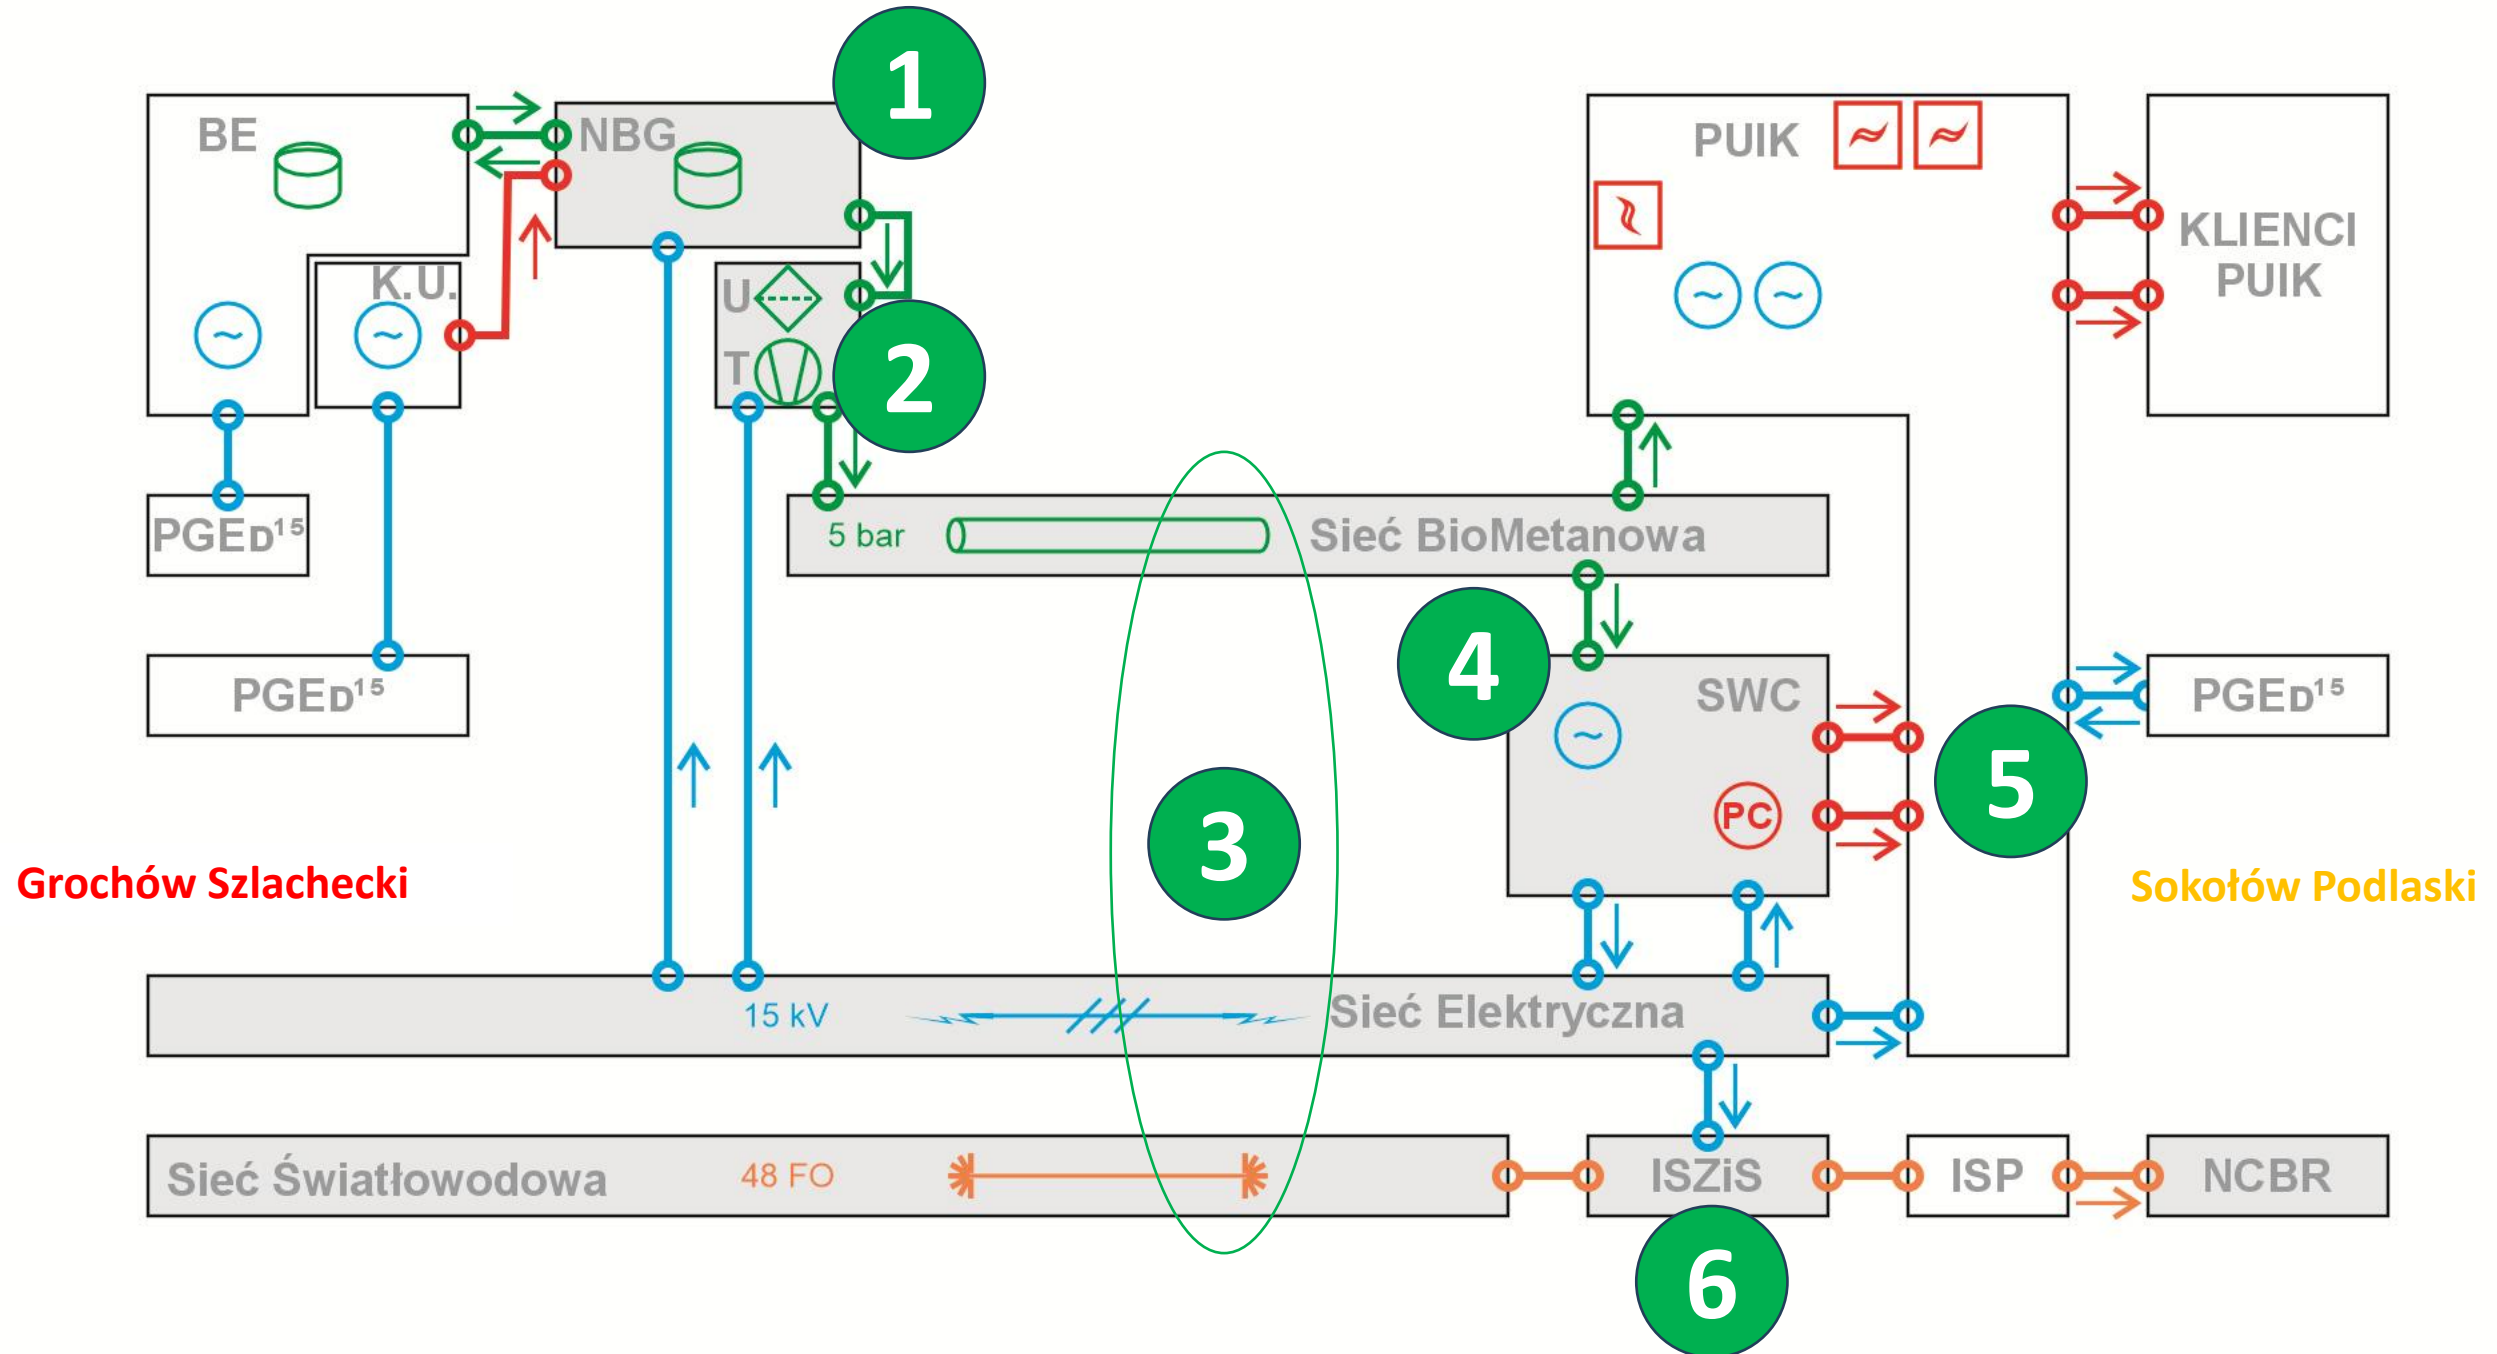 1
BE
NBG
PUIK
KLIENCI
PUIK
K.U.
U
T
2
PGED¹⁵
5 bar
Sieć BioMetanowa
4
SWC
PGED¹⁵
PGED¹⁵
5
PC
3
Grochów Szlachecki
Sokołów Podlaski
15 kV
Sieć Elektryczna
Sieć Światłowodowa
48 FO
ISZiS
ISP
NCBR
6